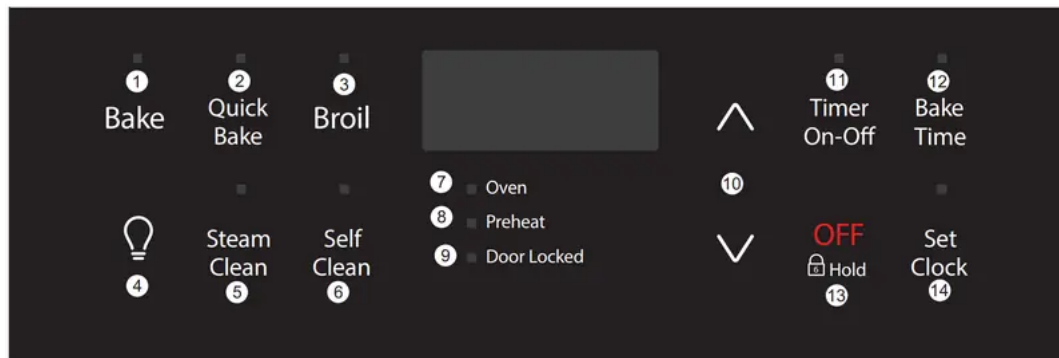 1
Bake
2
Quick
Bake
3
Broil
4
Steam
Clean
5
Self
Clean
6
7 Oven
8 Preheat
9 Door Locked
10
11
Timer
On-Off
12
Bake
Time
OFF
6 Hold
13
Set
Clock
14